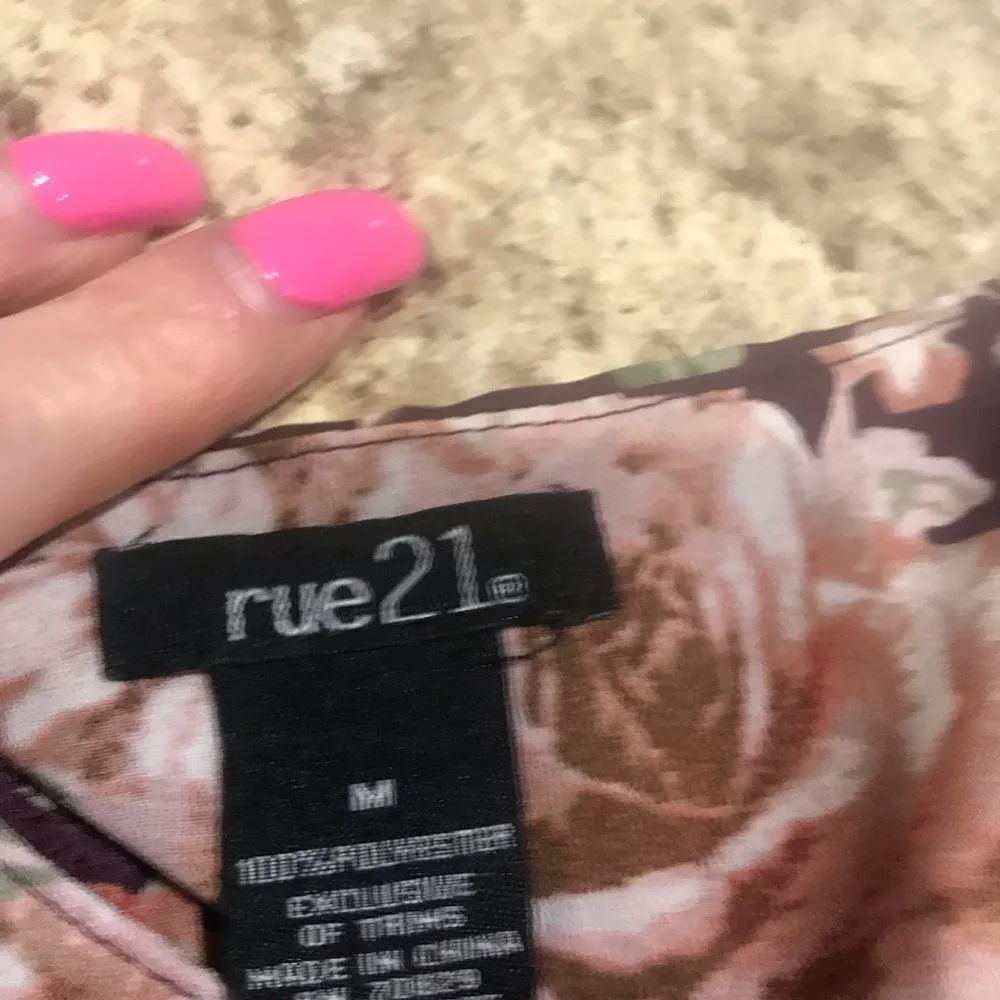 rue21
M
100% POLYESTER
EXCLUSIVE
OF TRIMS
MADE IN CHINA